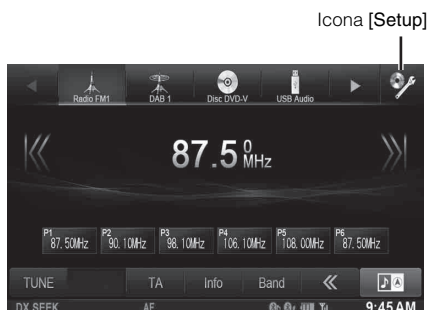 Icona [Setup]
Radio FM1 DAB 1 Disc DVD-V USB Audio
87.5 0 MHz
P1 87. 50MHz P2 90. 10MHz P3 98. 10MHz P4 106. 10MHz P5 108. 00MHz P6 87. 50MHz
TUNE TA Info Band
DX SEEK AF 9:45 AM